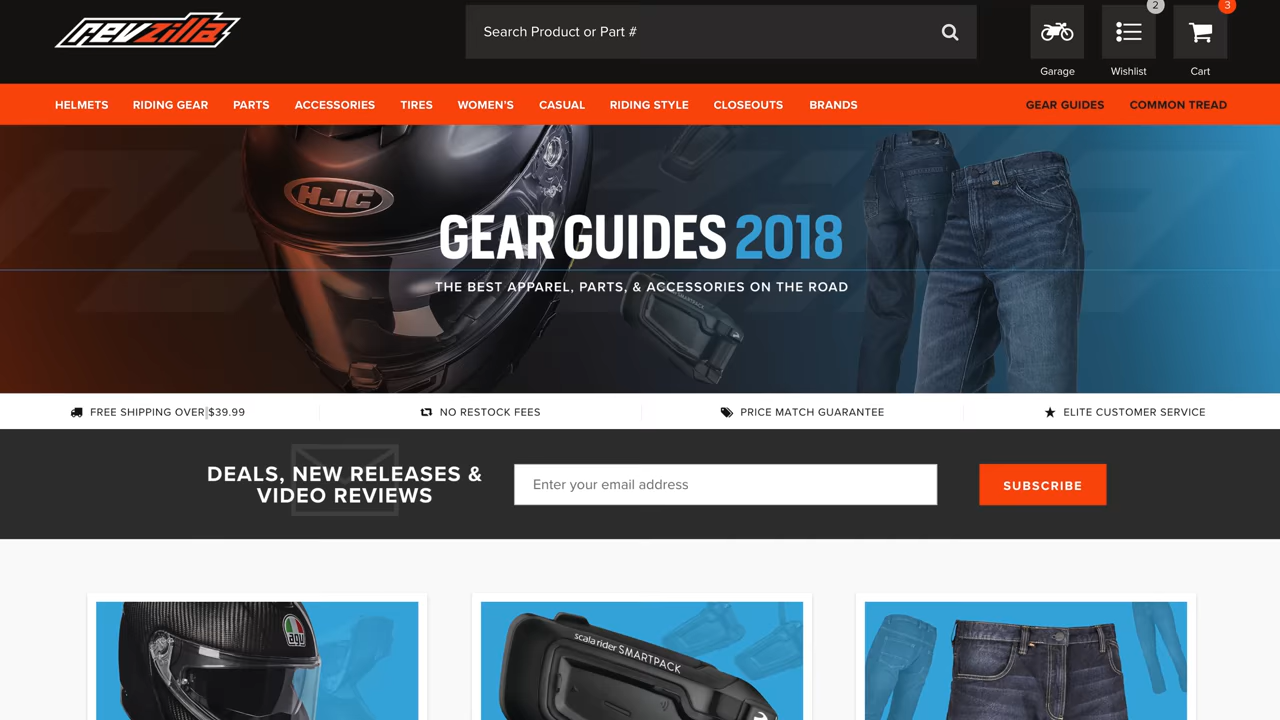 revzilla
Search Product or Part #
2
3
Garage
Wishlist
Cart
HELMETS RIDING GEAR PARTS ACCESSORIES TIRES WOMEN'S CASUAL RIDING STYLE CLOSEOUTS BRANDS GEAR GUIDES COMMON TREAD
HJC
GEAR GUIDES 2018
THE BEST APPAREL, PARTS, & ACCESSORIES ON THE ROAD
SMARTPACK
FREE SHIPPING OVER $39.99
NO RESTOCK FEES
PRICE MATCH GUARANTEE
ELITE CUSTOMER SERVICE
DEALS, NEW RELEASES &
VIDEO REVIEWS
Enter your email address
SUBSCRIBE
agv
scala rider SMARTPACK